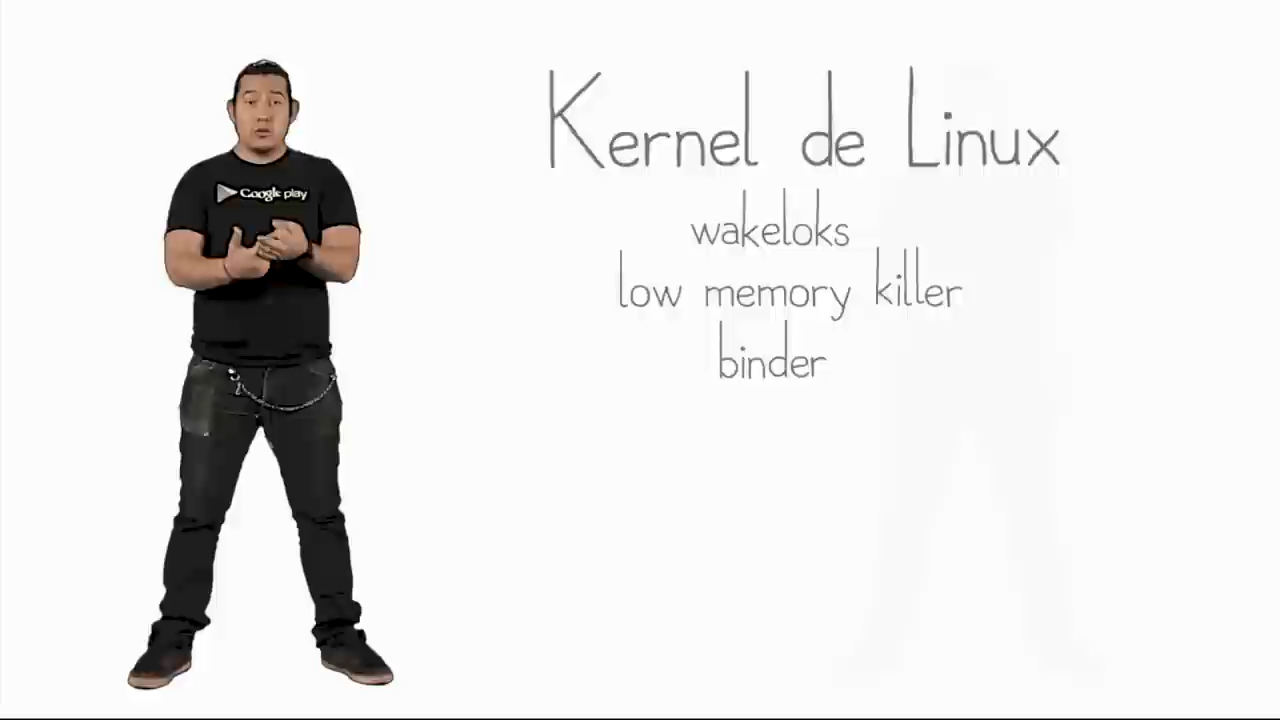 Google play
Kernel de Linux
wakeloks
low memory killer
binder